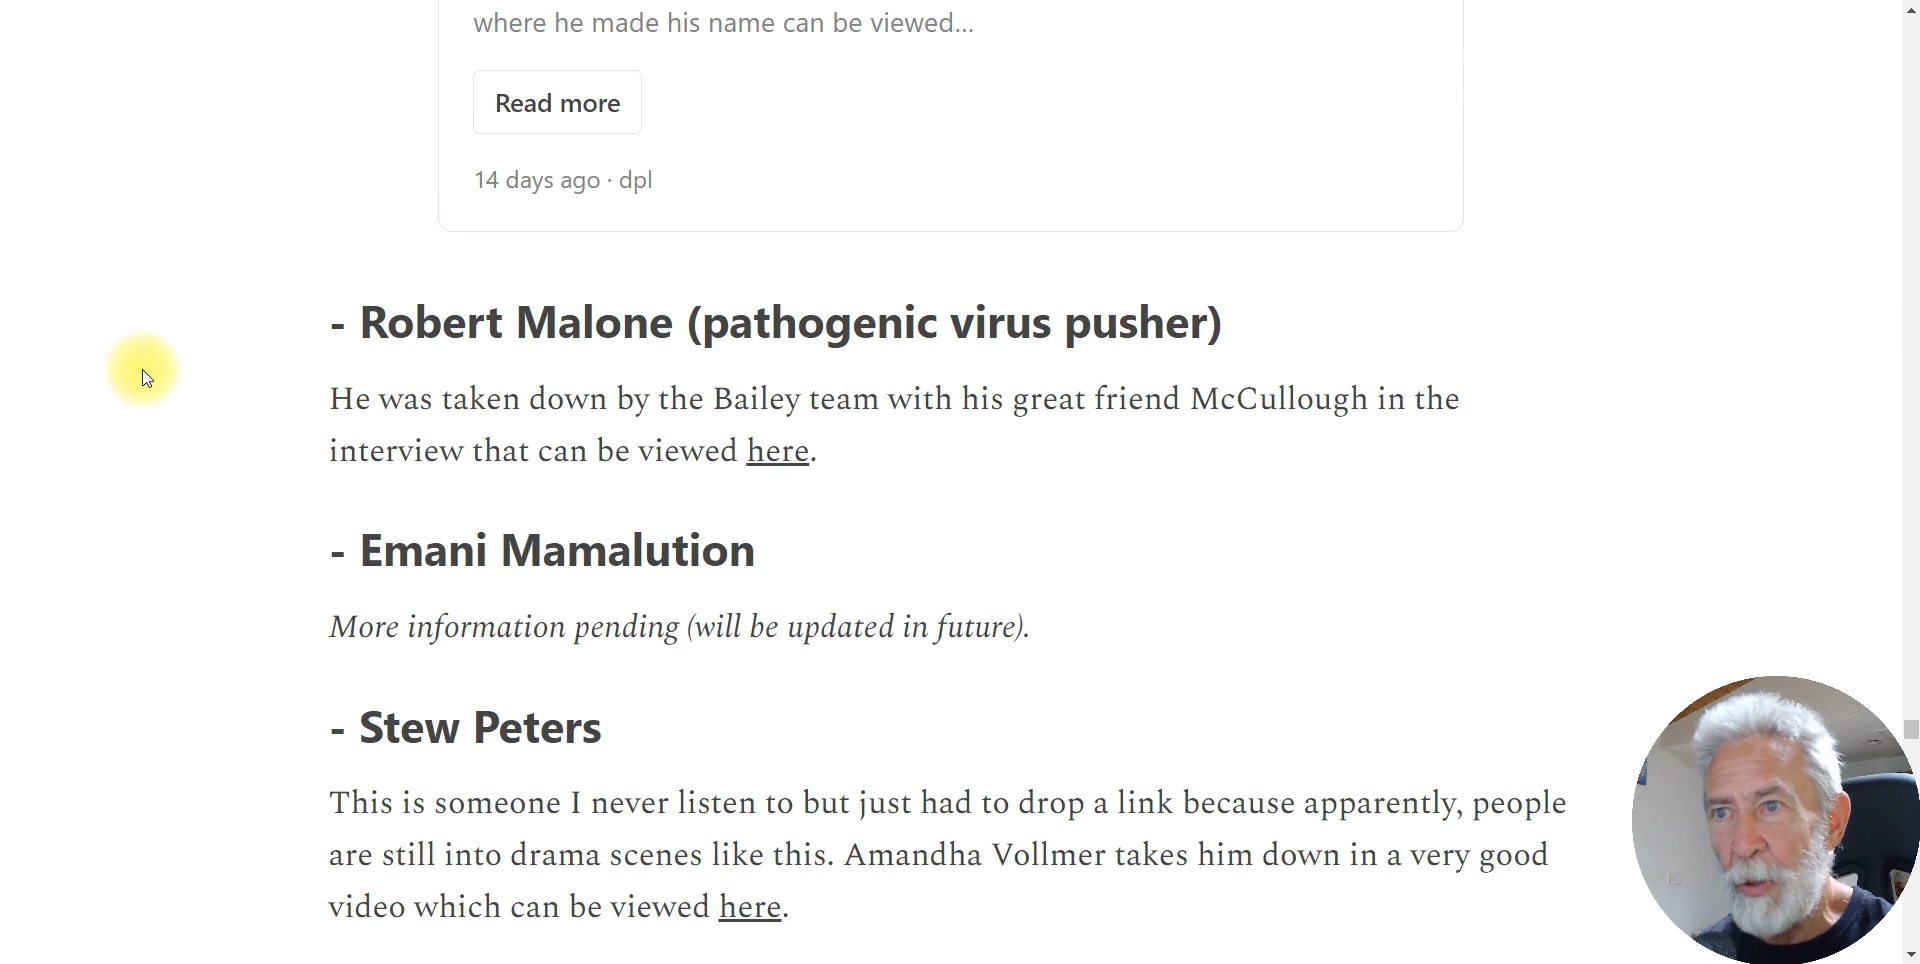 where he made his name can be viewed...
Read more
14 days ago · dpl
- Robert Malone (pathogenic virus pusher)
He was taken down by the Bailey team with his great friend McCullough in the
interview that can be viewed here.
- Emani Mamalution
More information pending (will be updated in future).
- Stew Peters
This is someone I never listen to but just had to drop a link because apparently, people
are still into drama scenes like this. Amandha Vollmer takes him down in a very good
video which can be viewed here.